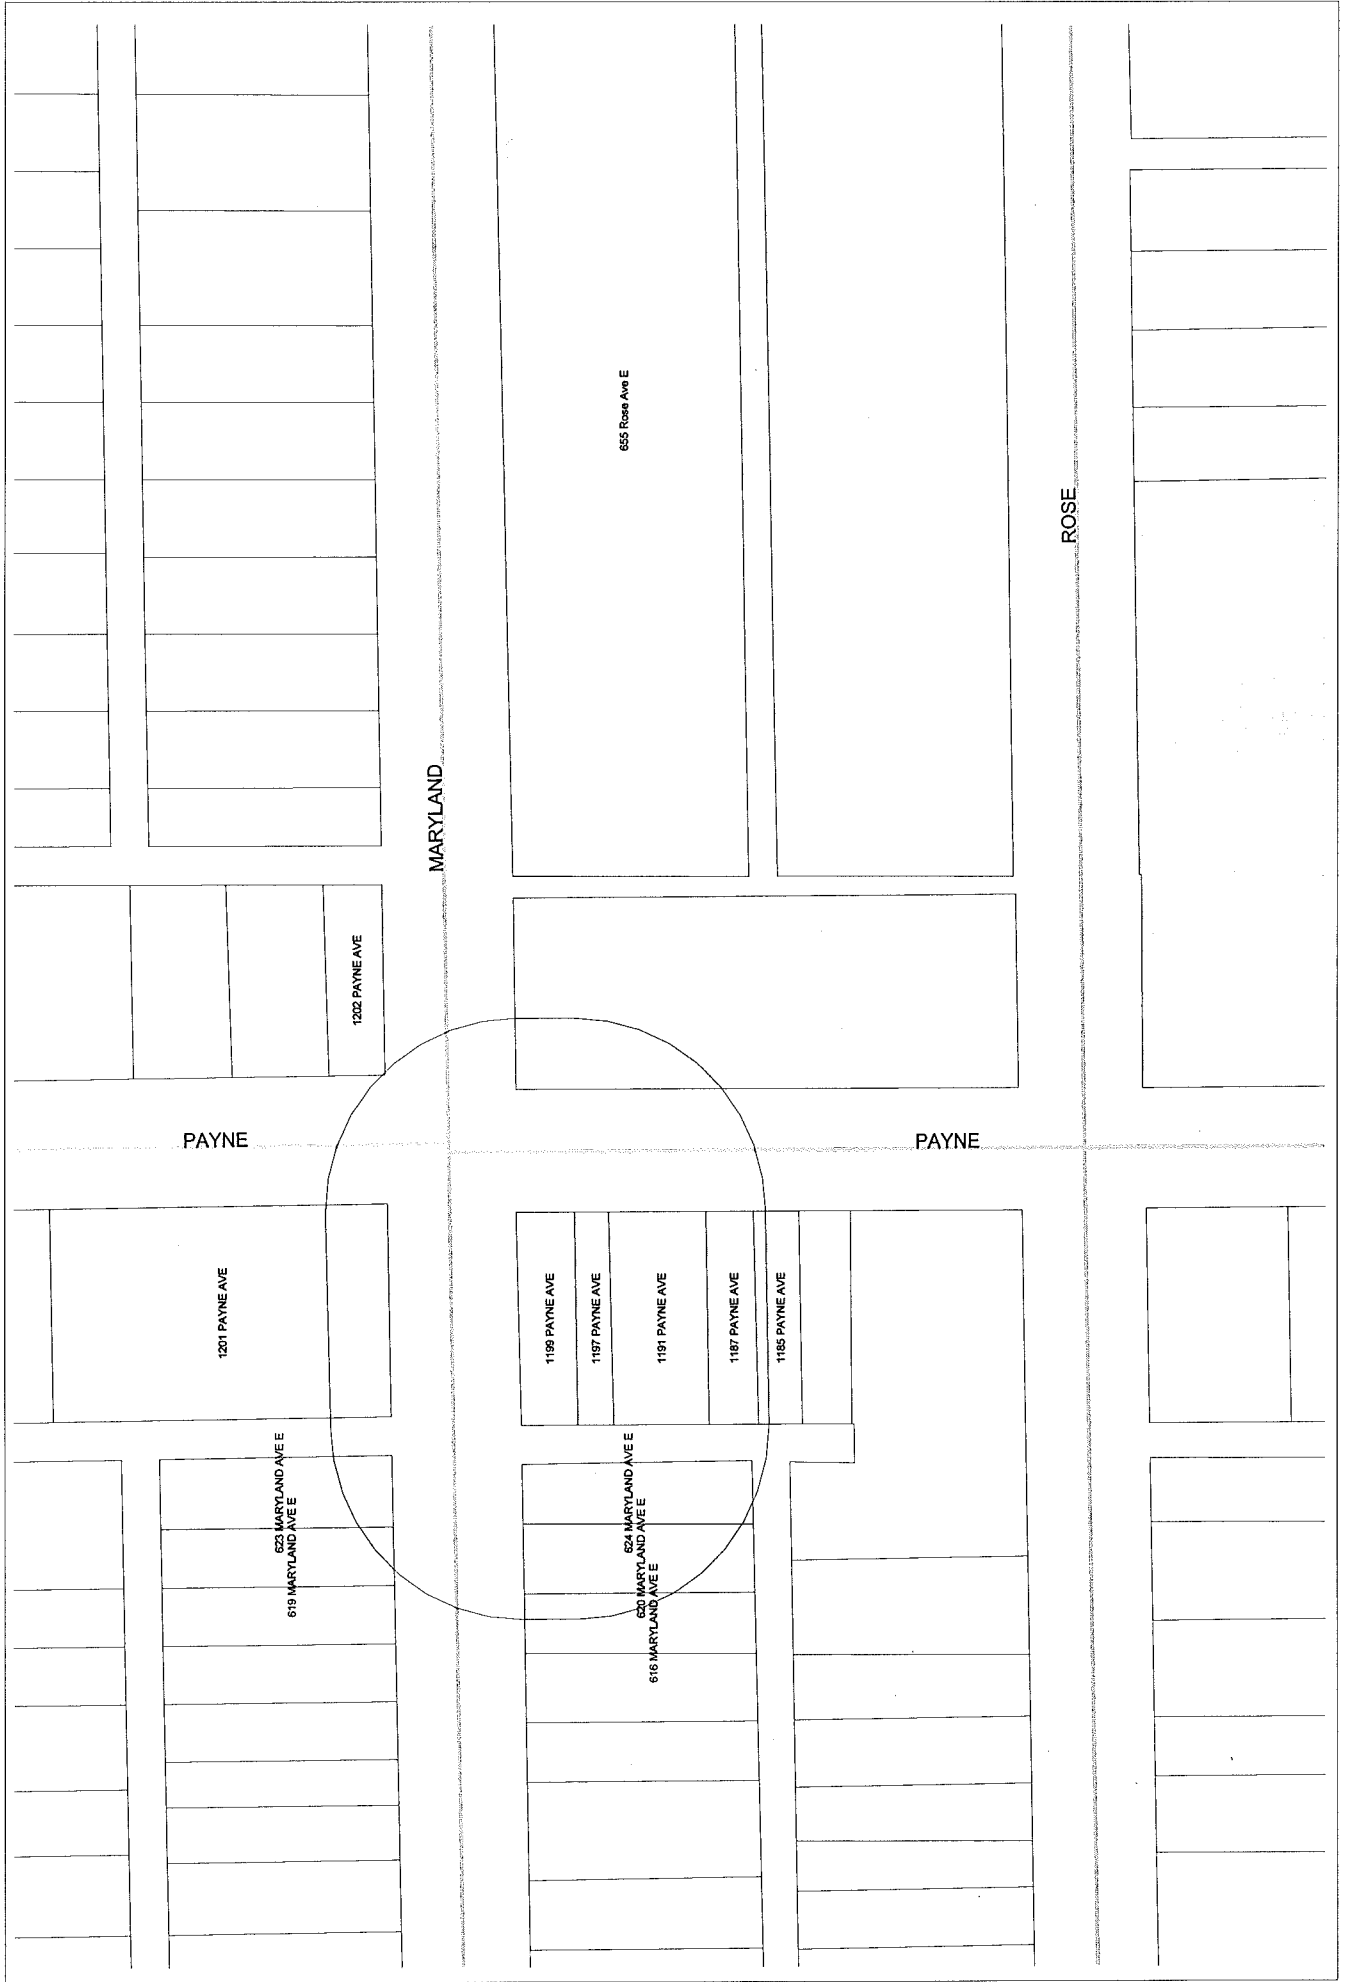 655 Rose Ave E
ROSE
MARYLAND
1202 PAYNE AVE
PAYNE
PAYNE
1201 PAYNE AVE
1199 PAYNE AVE
1197 PAYNE AVE
1191 PAYNE AVE
1187 PAYNE AVE
1185 PAYNE AVE
623 MARYLAND AVE E
619 MARYLAND AVE E
624 MARYLAND AVE E
620 MARYLAND AVE E
616 MARYLAND AVE E